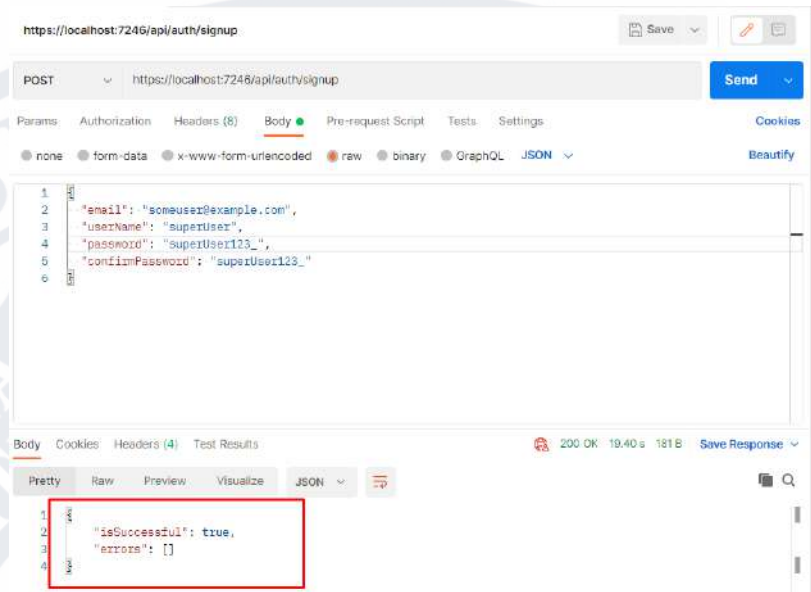 https://localhost:7246/api/auth/signup Save
POST https://localhost:7246/api/auth/signup Send
Params Authorization Headers (8) Body Pre-request Script Tests Settings Cookies
none form-data x-www-form-urlencoded raw binary GraphQL JSON Beautify
1 {
2 "email": "someuser@example.com",
3 "userName": "superUser",
4 "password": "superUser123_",
5 "confirmPassword": "superUser123_"
6 }
Body Cookies Headers (4) Test Results 200 OK 19.40 s 181 B Save Response
Pretty Raw Preview Visualize JSON
1 {
2 "isSuccessful": true,
3 "errors": []
4 }